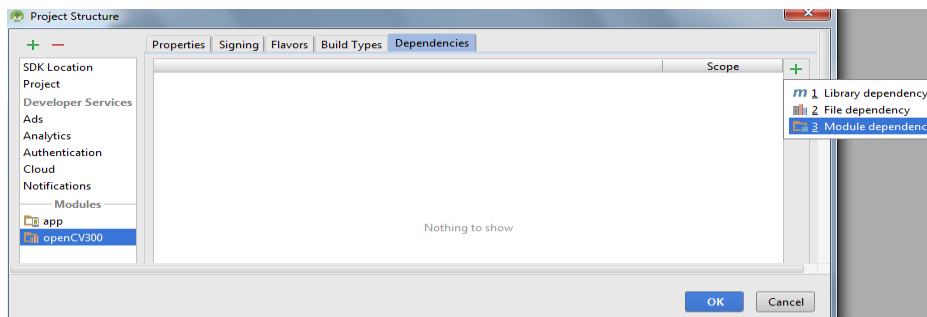 Project Structure
Properties Signing Flavors Build Types Dependencies
SDK Location
Project
Developer Services
Ads
Analytics
Authentication
Cloud
Notifications
Modules
app
openCV300
Scope
1 Library dependency
2 File dependency
3 Module dependenc
Nothing to show
OK Cancel